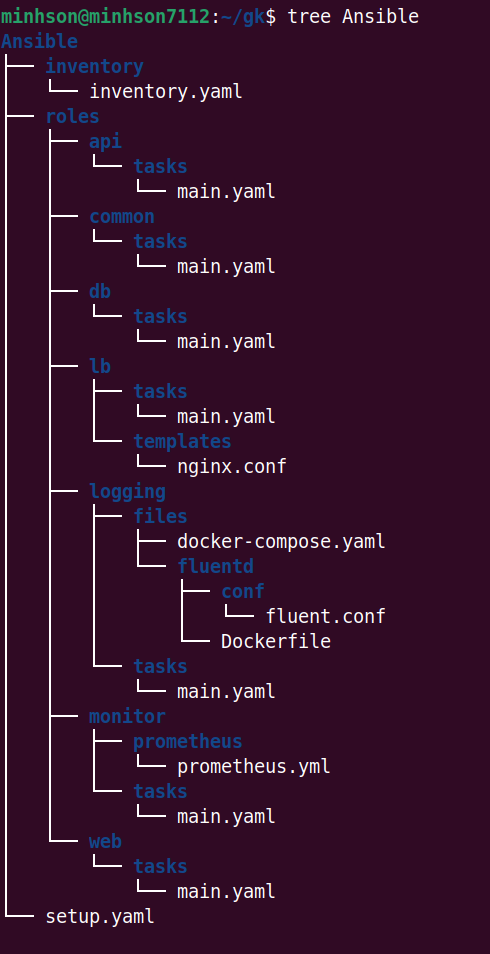 minhson@minhson7112:~/gk$ tree Ansible
Ansible
├── inventory
│   └── inventory.yaml
├── roles
│   ├── api
│   │   └── tasks
│   │       └── main.yaml
│   ├── common
│   │   └── tasks
│   │       └── main.yaml
│   ├── db
│   │   └── tasks
│   │       └── main.yaml
│   ├── lb
│   │   ├── tasks
│   │   │   └── main.yaml
│   │   └── templates
│   │       └── nginx.conf
│   ├── logging
│   │   ├── files
│   │   │   ├── docker-compose.yaml
│   │   │   └── fluentd
│   │   │       ├── conf
│   │   │       │   └── fluent.conf
│   │   │       └── Dockerfile
│   │   └── tasks
│   │       └── main.yaml
│   ├── monitor
│   │   ├── prometheus
│   │   │   └── prometheus.yml
│   │   └── tasks
│   │       └── main.yaml
│   └── web
│       └── tasks
│           └── main.yaml
└── setup.yaml